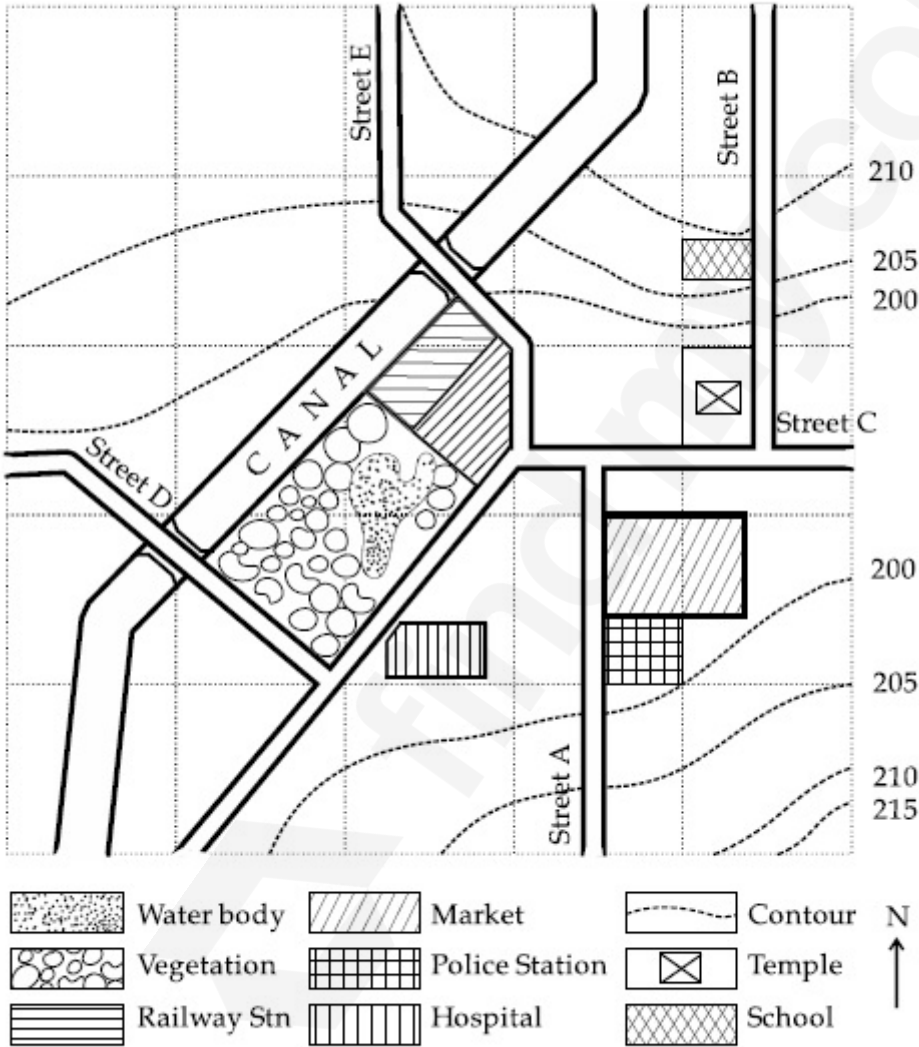 Street E
Street B
210
205
200
CANAL
Street C
Street D
200
205
210
215
Street A
Water body
Market
Contour
N
Vegetation
Police Station
Temple
Railway Stn
Hospital
School